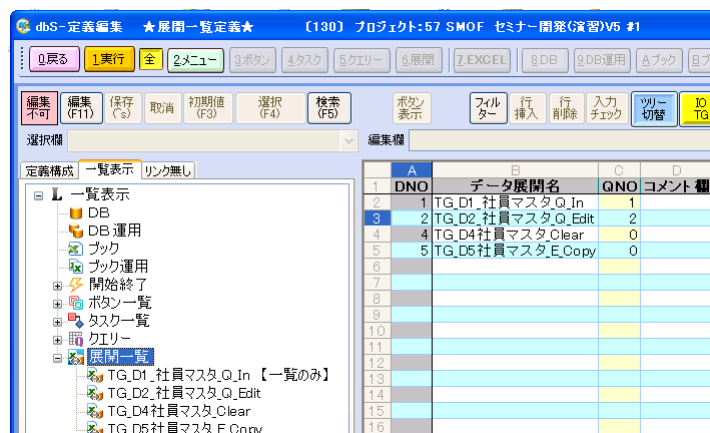 dbS-定義編集　★展開一覧定義★　〔130〕 プロジェクト:57 SMOF セミナー開発(演習)V5 #1
0戻る 1実行 全 2メニュー 3ボタン 4タスク 5クエリー 6展開 7.EXCEL 8.DB 9.DB運用 Aブック
編集不可 編集(F11) 保存(^s) 取消 初期値(F3) 選択(F4) 検索(F5) ボタン表示 フィルター 行挿入 行削除 入力チェック ツリー切替 IO TG
選択欄 編集欄
定義構成 一覧表示 リンク無し
A B C D
1 DNO データ展開名 QNO コメント欄
2 1 TG_D1_社員マスタ_Q_In 1
3 2 TG_D2_社員マスタ_Q_Edit 2
4 4 TG_D4社員マスタ_Clear 0
5 5 TG_D5社員マスタ_E_Copy 0
6
7
8
9
10
11
12
13
14
15
16
L 一覧表示
DB
DB運用
ブック
ブック運用
開始終了
ボタン一覧
タスク一覧
クエリー
展開一覧
TG_D1_社員マスタ_Q_In 【一覧のみ】
TG_D2_社員マスタ_Q_Edit
TG_D4社員マスタ_Clear
TG_D5社員マスタ_E_Copy